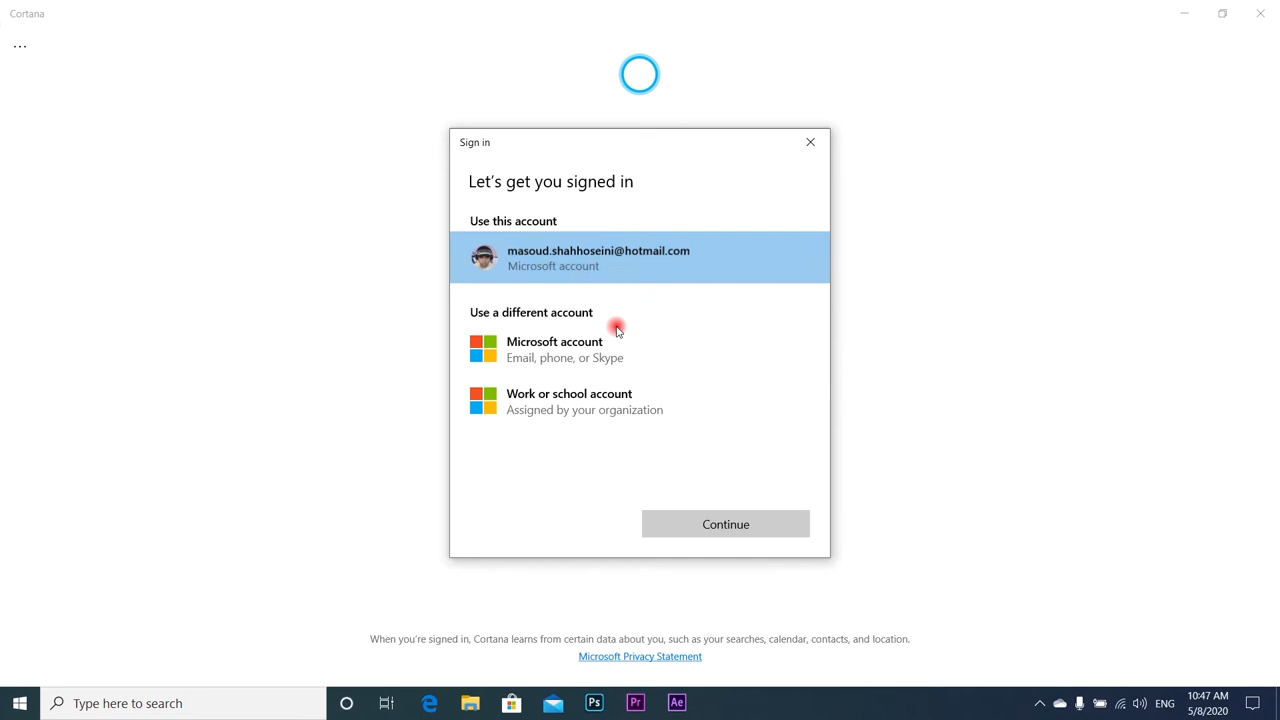 Cortana
...
Sign in
Let's get you signed in
Use this account
masoud.shahhoseini@hotmail.com
Microsoft account
Use a different account
Microsoft account
Email, phone, or Skype
Work or school account
Assigned by your organization
Continue
When you're signed in, Cortana learns from certain data about you, such as your searches, calendar, contacts, and location.
Microsoft Privacy Statement
Type here to search
Ps
Pr
Ae
ENG
10:47 AM
5/8/2020